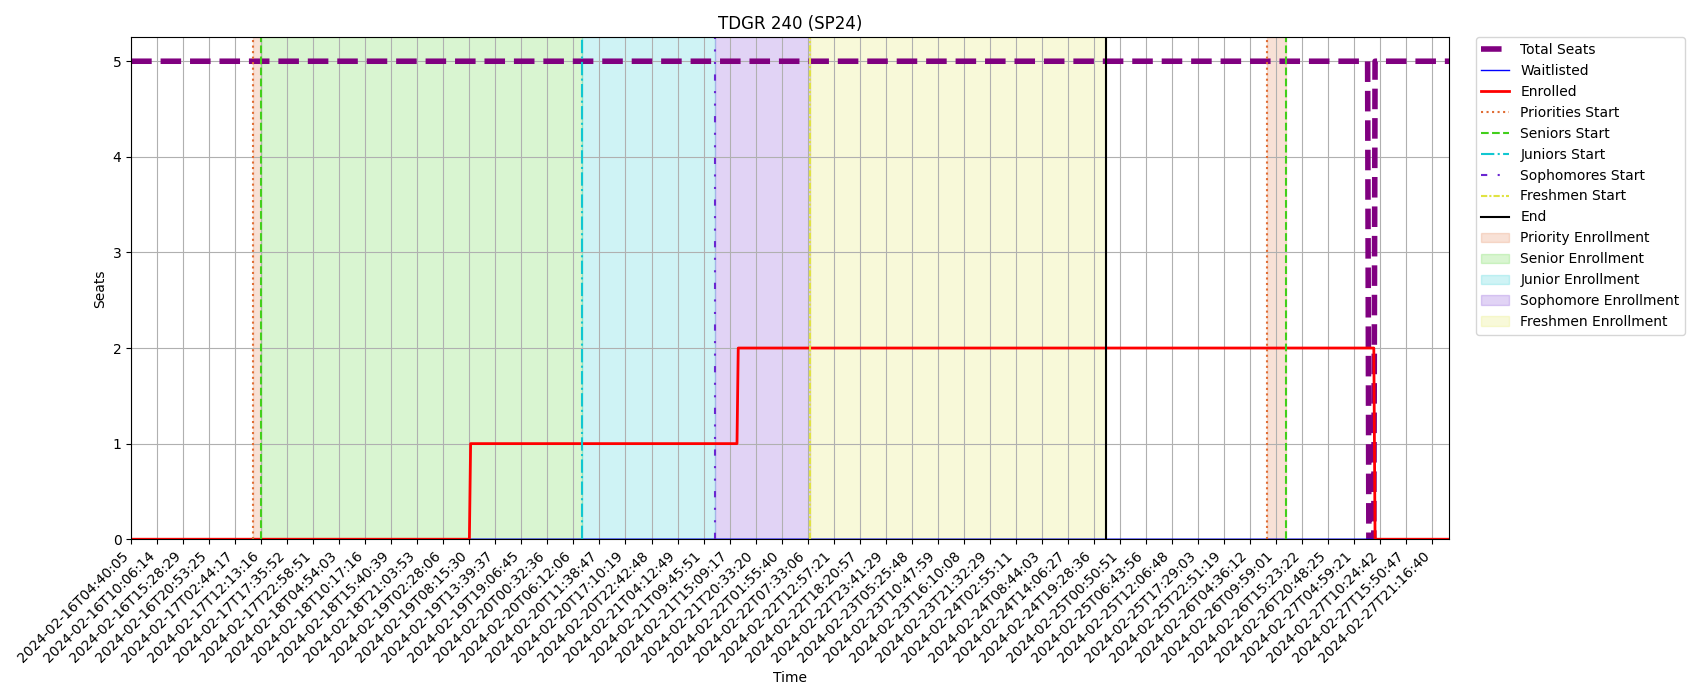 TDGR 240 (SP24)
Seats
5
4
3
2
1
0
2024-02-16T04:40:05
2024-02-16T10:06:14
2024-02-16T15:28:29
2024-02-16T20:53:25
2024-02-17T02:44:17
2024-02-17T12:13:16
2024-02-17T17:35:52
2024-02-17T22:58:51
2024-02-18T04:54:03
2024-02-18T10:17:16
2024-02-18T15:40:39
2024-02-18T21:03:53
2024-02-19T02:28:06
2024-02-19T08:15:30
2024-02-19T13:39:37
2024-02-19T19:06:45
2024-02-20T00:32:36
2024-02-20T06:12:06
2024-02-20T11:38:47
2024-02-20T17:10:19
2024-02-20T22:42:48
2024-02-21T04:12:49
2024-02-21T09:45:51
2024-02-21T15:09:17
2024-02-21T20:33:20
2024-02-22T01:55:40
2024-02-22T07:33:06
2024-02-22T12:57:21
2024-02-22T18:20:57
2024-02-22T23:41:29
2024-02-23T05:25:48
2024-02-23T10:47:59
2024-02-23T16:10:08
2024-02-23T21:32:29
2024-02-24T02:55:11
2024-02-24T08:44:03
2024-02-24T14:06:27
2024-02-24T19:28:36
2024-02-25T00:50:51
2024-02-25T06:43:56
2024-02-25T12:06:48
2024-02-25T17:29:03
2024-02-25T22:51:19
2024-02-26T04:36:12
2024-02-26T09:59:01
2024-02-26T15:23:22
2024-02-26T20:48:25
2024-02-27T04:59:21
2024-02-27T10:24:42
2024-02-27T15:50:47
2024-02-27T21:16:40
Time
Total Seats
Waitlisted
Enrolled
Priorities Start
Seniors Start
Juniors Start
Sophomores Start
Freshmen Start
End
Priority Enrollment
Senior Enrollment
Junior Enrollment
Sophomore Enrollment
Freshmen Enrollment